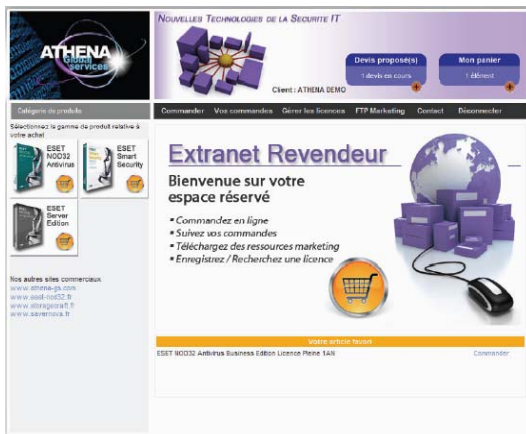 NOUVELLES TECHNOLOGIES DE LA SECURITE IT
ATHENA
Global
services
Devis proposé(s)
1 devis en cours
Mon panier
1 élément
Client : ATHENA DEMO
Catégorie de produits
Commander Vos commandes Gérer les licences FTP Marketing Contact Déconnecter
Sélectionnez la gamme de produit relative à
votre achat
ESET
NOD32
Antivirus
ESET
Smart
Security
ESET
Server
Edition
Nos autres sites commerciaux
www.athena-gs.com
www.eset-nod32.fr
www.storagecraft.fr
www.savernova.fr
Extranet Revendeur
Bienvenue sur votre
espace réservé
• Commandez en ligne
• Suivez vos commandes
• Téléchargez des ressources marketing
• Enregistrez / Recherchez une licence
Votre article favori
ESET NOD32 Antivirus Business Edition Licence Pleine 1AN Commander